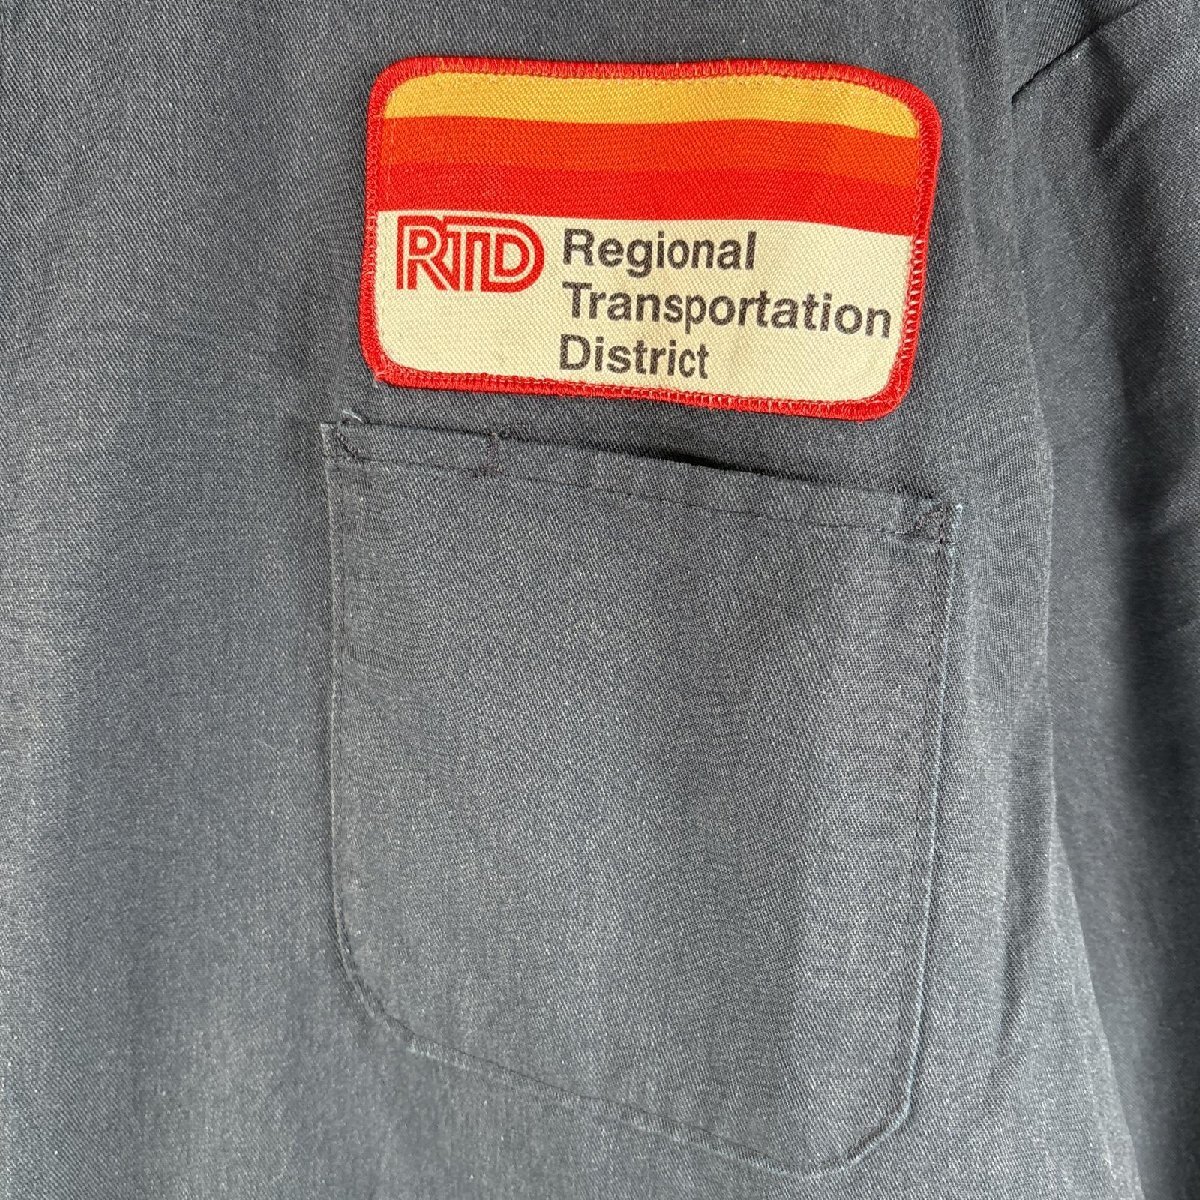 RTD
Regional
Transportation
District